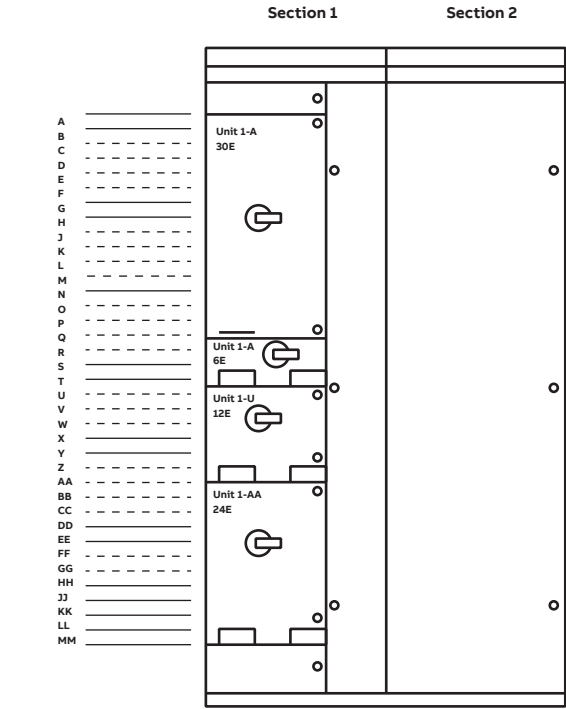 Section 1 Section 2
A
B
C
D
E
F
G
H
J
K
L
M
N
O
P
Q
R
S
T
U
V
W
X
Y
Z
AA
BB
CC
DD
EE
FF
GG
HH
JJ
KK
LL
MM
Unit 1-A
30E
Unit 1-A
6E
Unit 1-U
12E
Unit 1-AA
24E